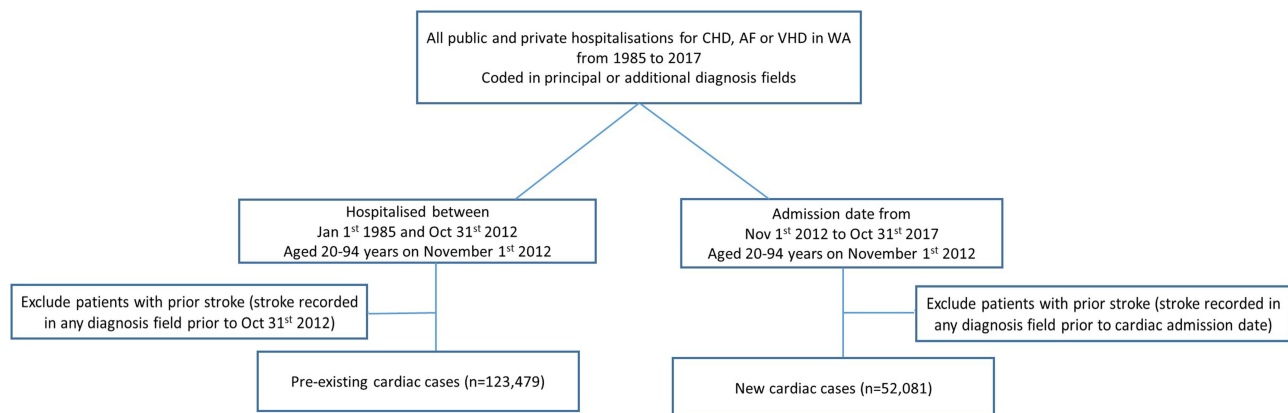 All public and private hospitalisations for CHD, AF or VHD in WA
from 1985 to 2017
Coded in principal or additional diagnosis fields
Hospitalised between
Jan 1st 1985 and Oct 31st 2012
Aged 20-94 years on November 1st 2012
Admission date from
Nov 1st 2012 to Oct 31st 2017
Aged 20-94 years on November 1st 2012
Exclude patients with prior stroke (stroke recorded
in any diagnosis field prior to Oct 31st 2012)
Exclude patients with prior stroke (stroke recorded in
any diagnosis field prior to cardiac admission date)
Pre-existing cardiac cases (n=123,479)
New cardiac cases (n=52,081)